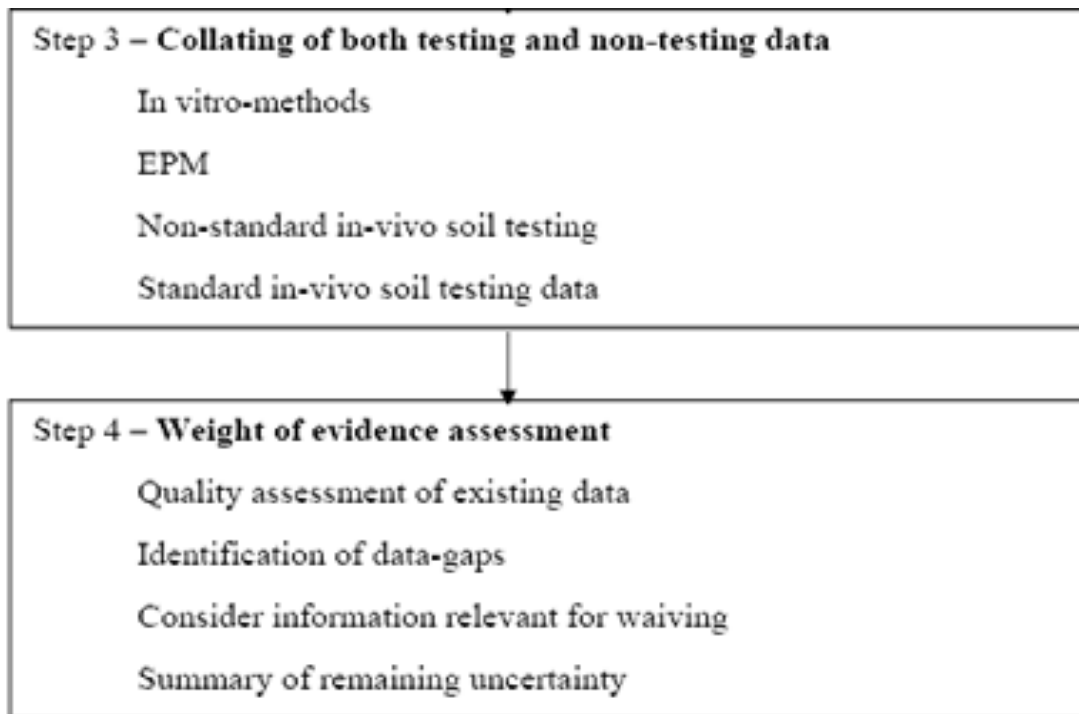 Step 3 – Collating of both testing and non-testing data
In vitro-methods
EPM
Non-standard in-vivo soil testing
Standard in-vivo soil testing data
Step 4 – Weight of evidence assessment
Quality assessment of existing data
Identification of data-gaps
Consider information relevant for waiving
Summary of remaining uncertainty